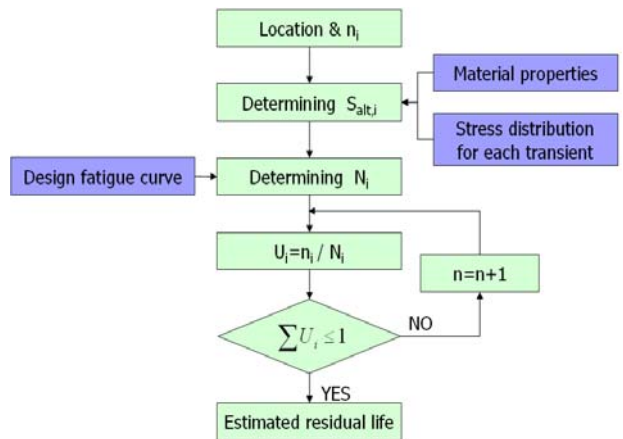 Location & nᵢ
Material properties
Determining Sₐₗₜ,ᵢ
Stress distribution
for each transient
Design fatigue curve
Determining Nᵢ
Uᵢ=nᵢ / Nᵢ
n=n+1
NO
∑Uᵢ ≤1
YES
Estimated residual life